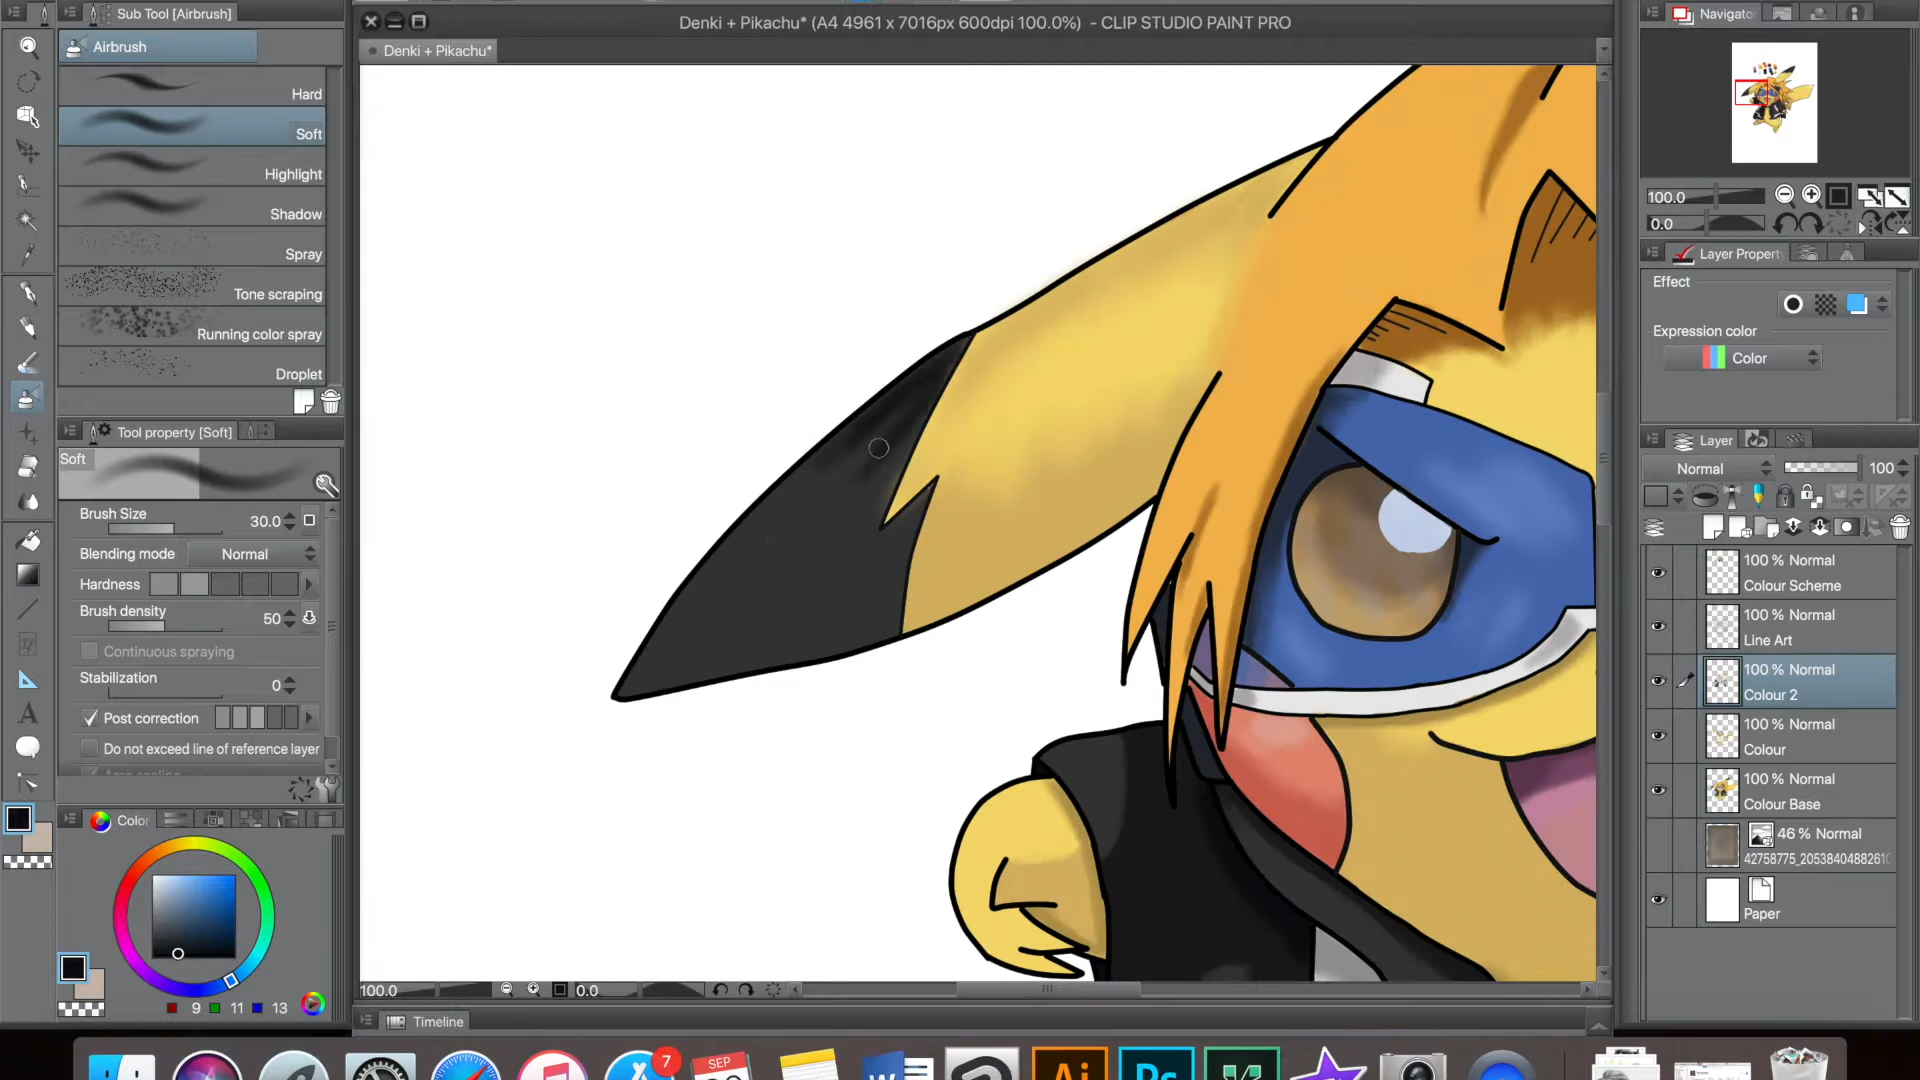 Sub Tool [Airbrush]
Airbrush
Hard
Soft
Highlight
Shadow
Spray
Tone scraping
Running color spray
Droplet
Tool property [Soft]
Soft
Brush Size
30.0
Blending mode
Normal
Hardness
Brush density
50
Continuous spraying
Stabilization
0
Post correction
Do not exceed line of reference layer
Color
9 11 13
Denki + Pikachu* (A4 4961 x 7016px 600dpi 100.0%) - CLIP STUDIO PAINT PRO
Denki + Pikachu*
100.0
0.0
Timeline
Navigator
100.0
0.0
Layer Property
Effect
Expression color
Color
Layer
Normal
100
100 % Normal
Colour Scheme
100 % Normal
Line Art
100 % Normal
Colour 2
100 % Normal
Colour
100 % Normal
Colour Base
46 % Normal
42758775_2053840488261
Paper
7
SEP
W
Ai
Ps